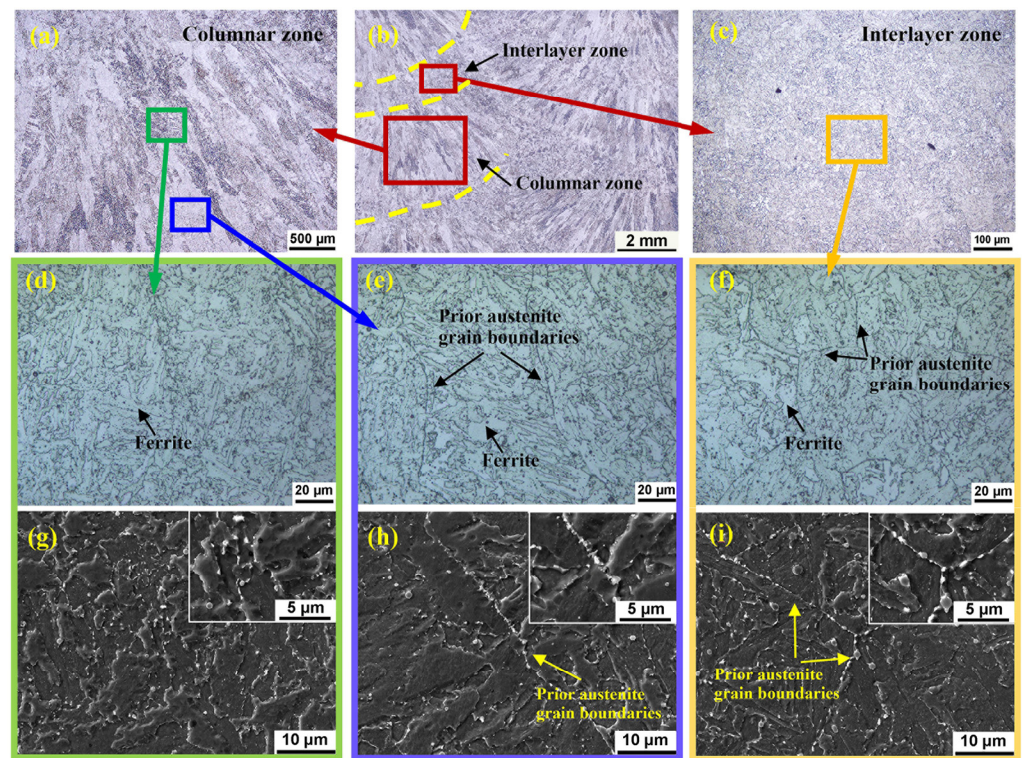 (a)
Columnar zone
500 μm
(b)
Interlayer zone
Columnar zone
2 mm
(c)
Interlayer zone
100 μm
(d)
Ferrite
20 μm
(e)
Prior austenite
grain boundaries
Ferrite
20 μm
(f)
Prior austenite
grain boundaries
Ferrite
20 μm
(g)
5 μm
10 μm
(h)
5 μm
Prior austenite
grain boundaries
10 μm
(i)
5 μm
Prior austenite
grain boundaries
10 μm